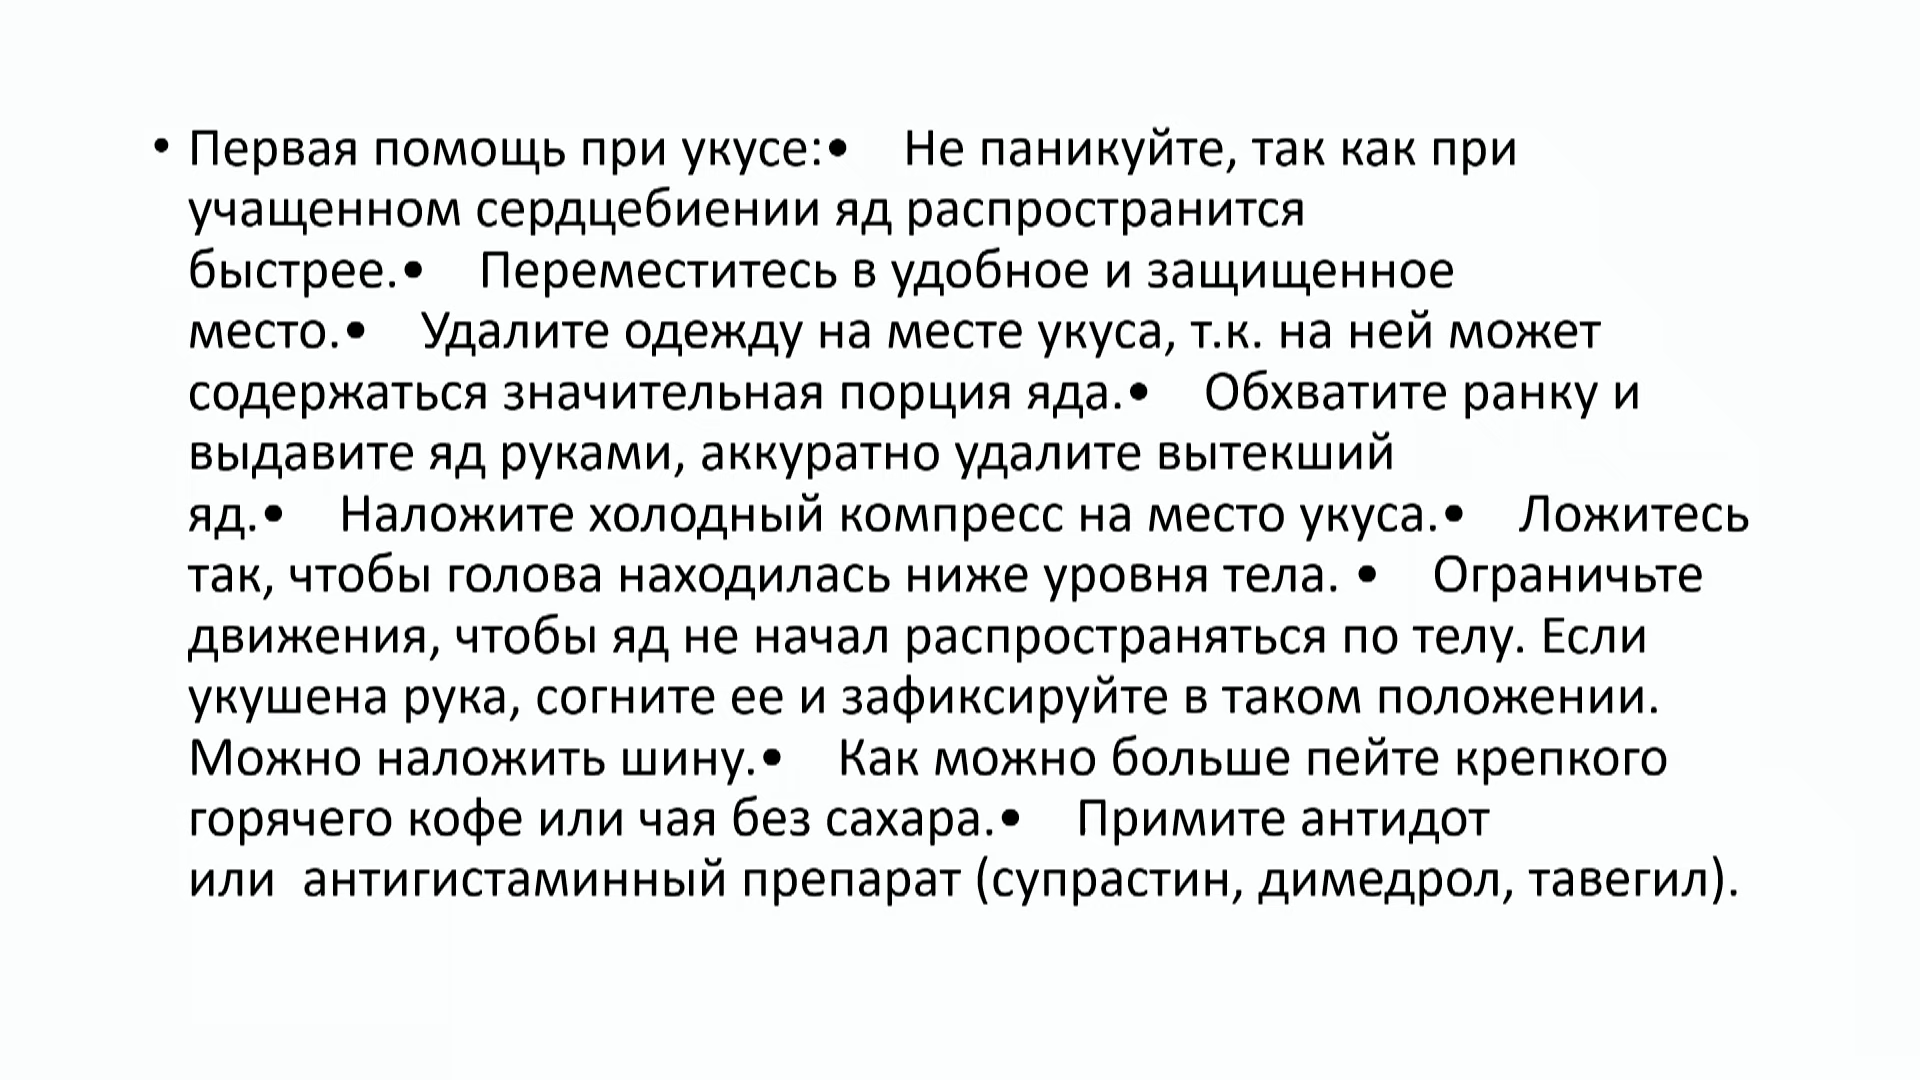 • Первая помощь при укусе:•    Не паникуйте, так как при
учащенном сердцебиении яд распространится
быстрее.•    Переместитесь в удобное и защищенное
место.•    Удалите одежду на месте укуса, т.к. на ней может
содержаться значительная порция яда.•    Обхватите ранку и
выдавите яд руками, аккуратно удалите вытекший
яд.•    Наложите холодный компресс на место укуса.•    Ложитесь
так, чтобы голова находилась ниже уровня тела. •    Ограничьте
движения, чтобы яд не начал распространяться по телу. Если
укушена рука, согните ее и зафиксируйте в таком положении.
Можно наложить шину.•    Как можно больше пейте крепкого
горячего кофе или чая без сахара.•    Примите антидот
или  антигистаминный препарат (супрастин, димедрол, тавегил).